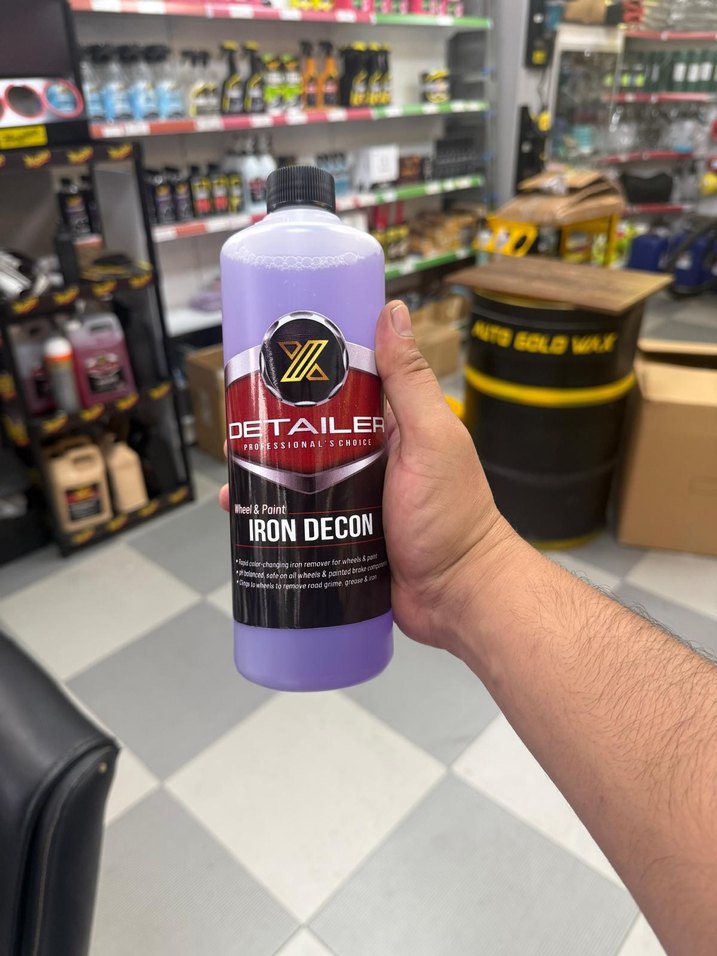 DETAILER
PROFESSIONAL'S CHOICE
Wheel & Paint
IRON DECON
• Rapid color-changing iron remover for wheels & paint
• pH balanced, safe on all wheels & painted brake components
• Clings to wheels to remove road grime, grease & iron
AUTO GOLD WAX